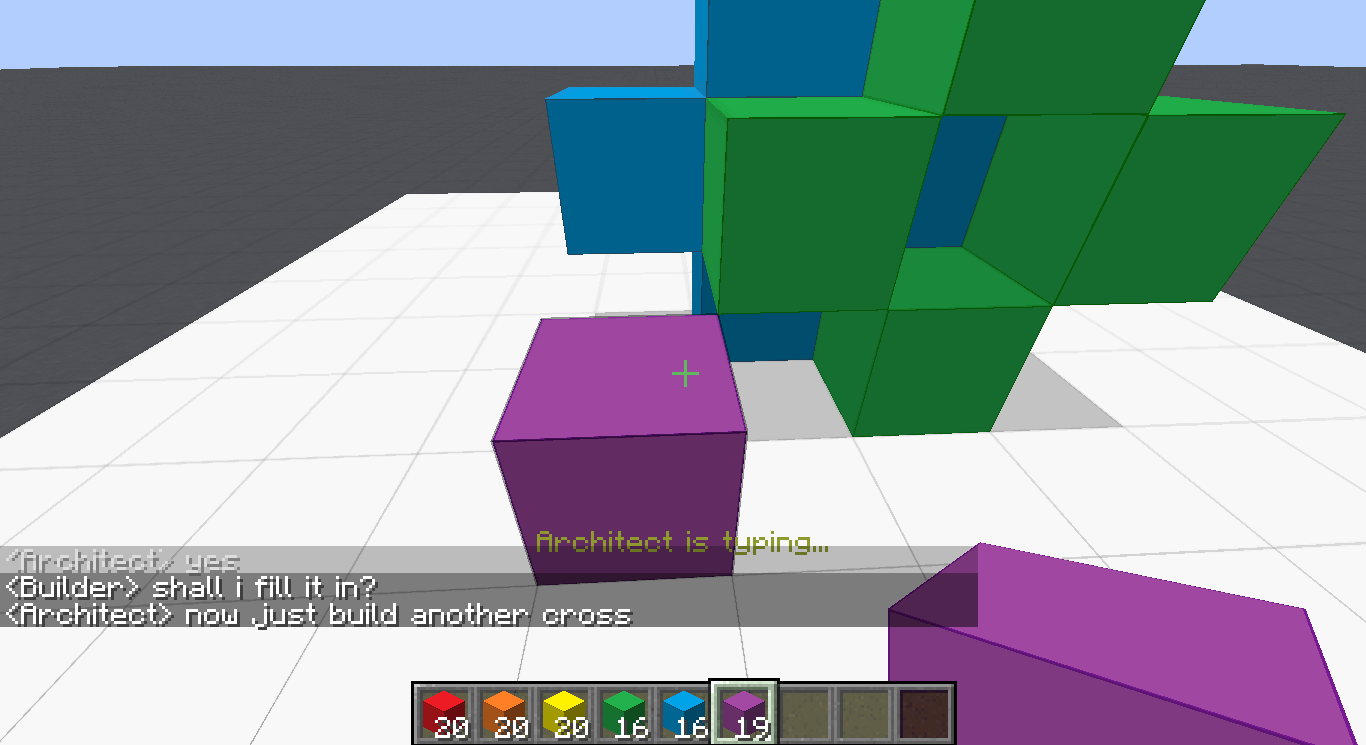 Architect is typing...
<Architect> yes
<Builder> shall i fill it in?
<Architect> now just build another cross
20 20 20 16 16 19